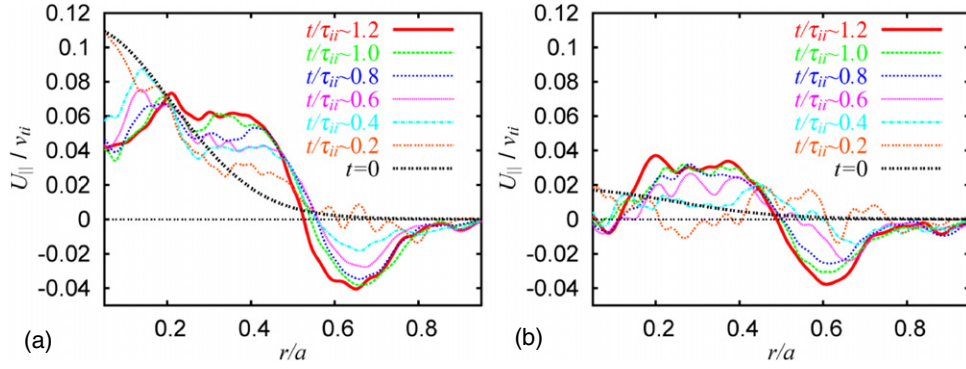 0.12
0.1
0.08
0.06
0.04
0.02
0
-0.02
-0.04
U|| / vti
t/τii~1.2
t/τii~1.0
t/τii~0.8
t/τii~0.6
t/τii~0.4
t/τii~0.2
t=0
0.2 0.4 0.6 0.8
r/a
(a)
0.12
0.1
0.08
0.06
0.04
0.02
0
-0.02
-0.04
U|| / vti
t/τii~1.2
t/τii~1.0
t/τii~0.8
t/τii~0.6
t/τii~0.4
t/τii~0.2
t=0
0.2 0.4 0.6 0.8
r/a
(b)